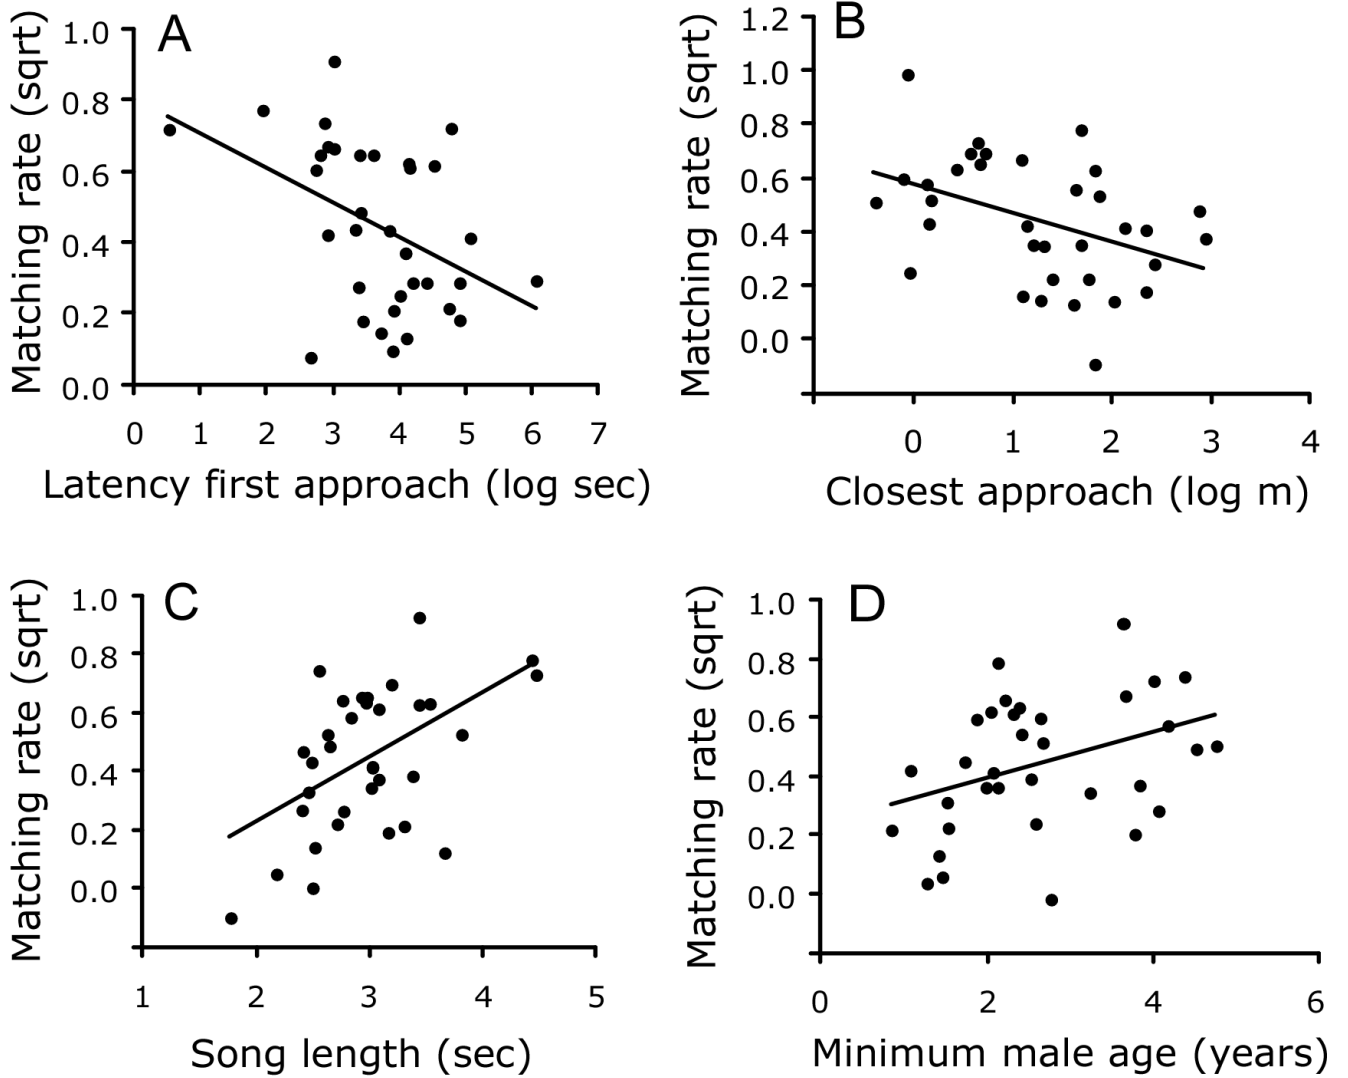 A
Matching rate (sqrt)
1.0
0.8
0.6
0.4
0.2
0.0
0 1 2 3 4 5 6 7
Latency first approach (log sec)
B
Matching rate (sqrt)
1.2
1.0
0.8
0.6
0.4
0.2
0.0
0 1 2 3 4
Closest approach (log m)
C
Matching rate (sqrt)
1.0
0.8
0.6
0.4
0.2
0.0
1 2 3 4 5
Song length (sec)
D
Matching rate (sqrt)
1.0
0.8
0.6
0.4
0.2
0.0
0 2 4 6
Minimum male age (years)